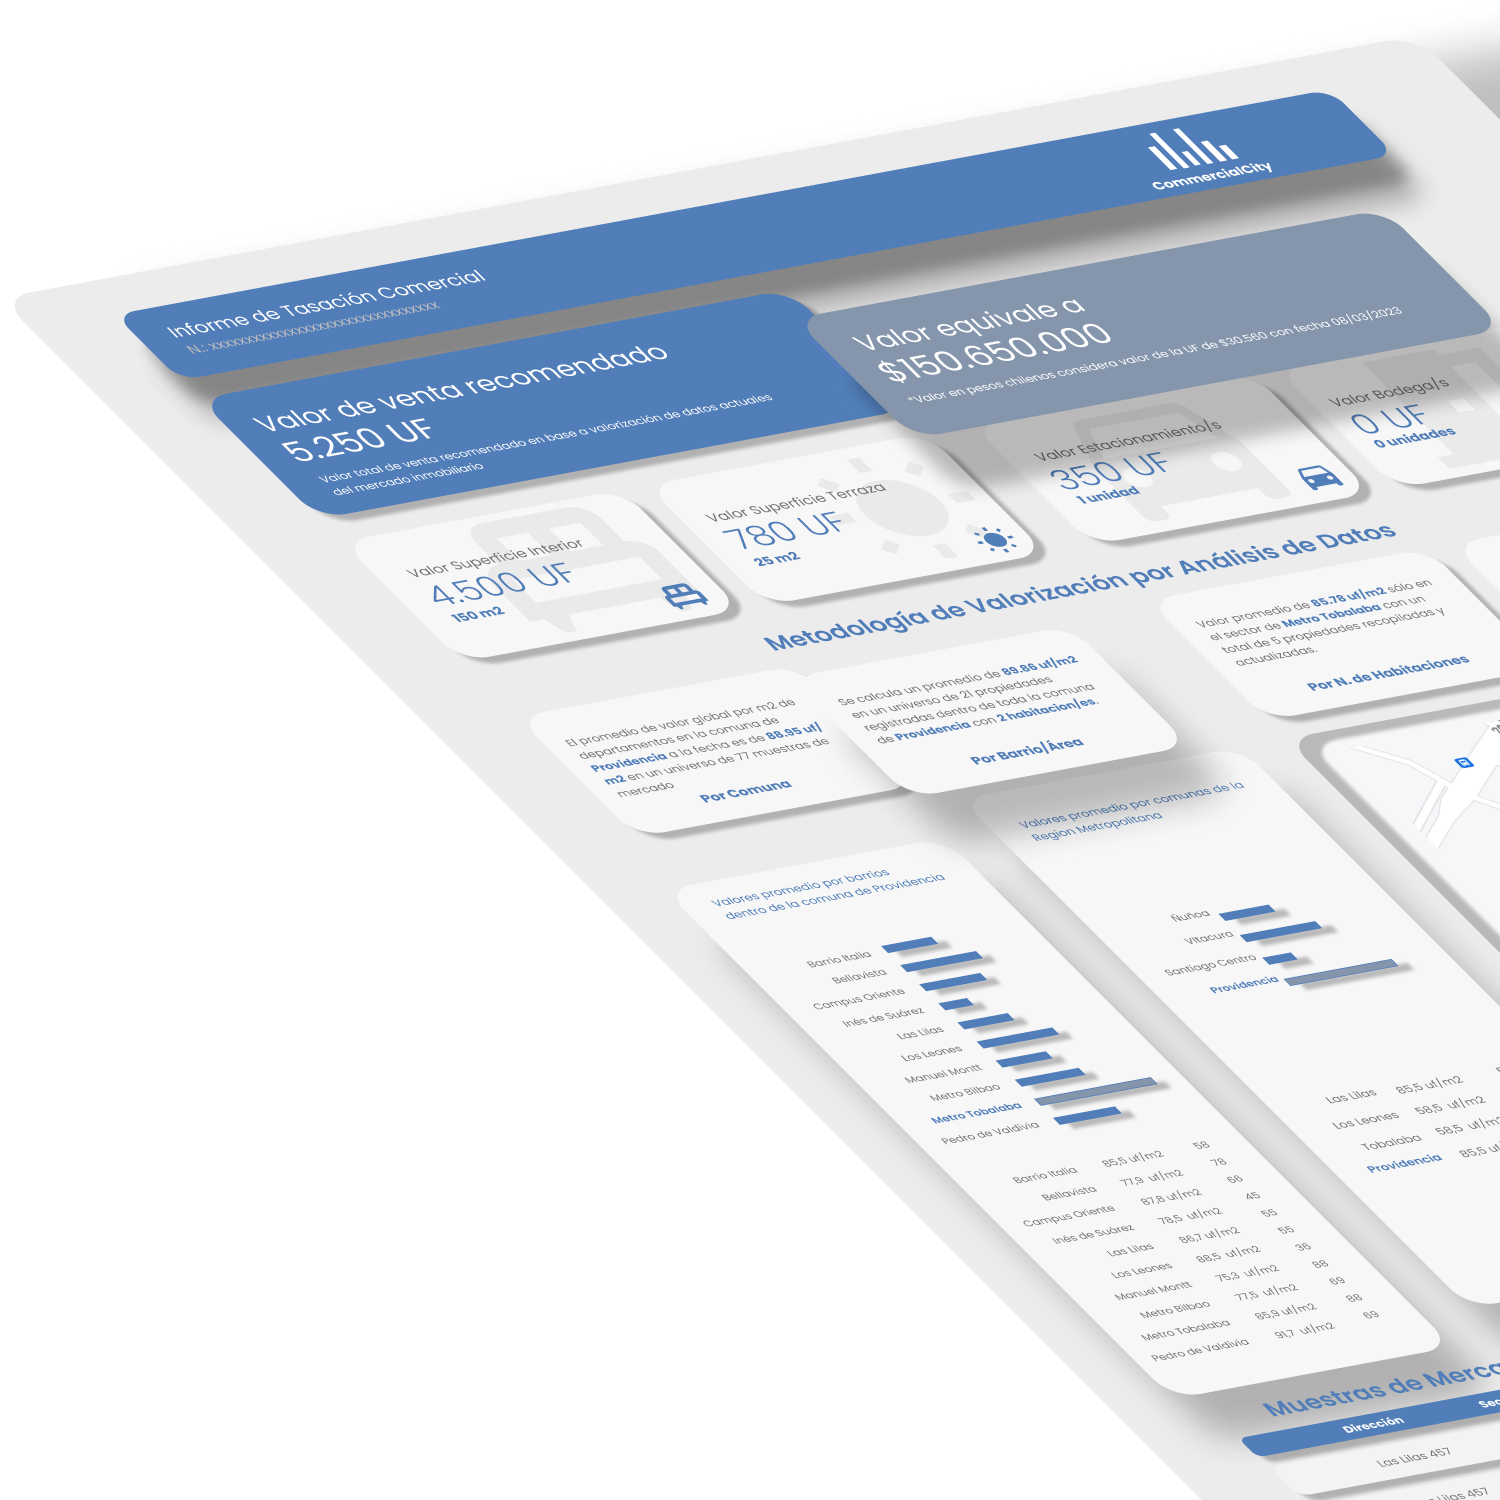 CommercialCity
Informe de Tasación Comercial
N.: xxxxxxxxxxxxxxxxxxxxxxxxxxxxxxxxx
Valor de venta recomendado
5.250 UF
Valor total de venta recomendado en base a valorización de datos actuales
del mercado inmobiliario
Valor equivale a
$150.650.000
*Valor en pesos chilenos considera valor de la UF de $30.560 con fecha 08/03/2023
Valor Superficie Interior
4.500 UF
150 m2
Valor Superficie Terraza
780 UF
25 m2
Valor Estacionamiento/s
350 UF
1 unidad
Valor Bodega/s
0 UF
0 unidades
Metodología de Valorización por Análisis de Datos
El promedio de valor global por m2 de
departamentos en la comuna de
Providencia a la fecha es de 88.95 uf/
m2 en un universo de 77 muestras de
mercado
Por Comuna
Se calcula un promedio de 89.86 uf/m2
en un universo de 21 propiedades
registradas dentro de toda la comuna
de Providencia con 2 habitacion/es.
Por Barrio/Área
Valor promedio de 85.78 uf/m2 sólo en
el sector de Metro Tobalaba con un
total de 5 propiedades recopiladas y
actualizadas.
Por N. de Habitaciones
Valores promedio por barrios
dentro de la comuna de Providencia
Barrio Italia
Bellavista
Campus Oriente
Inés de Suárez
Las Lilas
Los Leones
Manuel Montt
Metro Bilbao
Metro Tobalaba
Pedro de Valdivia
Barrio Italia 85,5 uf/m2 58
Bellavista 77,9 uf/m2 78
Campus Oriente 87,8 uf/m2 66
Inés de Suárez 78,5 uf/m2 45
Las Lilas 86,7 uf/m2 55
Los Leones 88,5 uf/m2 55
Manuel Montt 75,3 uf/m2 36
Metro Bilbao 77,5 uf/m2 88
Metro Tobalaba 85,9 uf/m2 69
Pedro de Valdivia 91,7 uf/m2 88
69
Valores promedio por comunas de la
Region Metropolitana
Ñuñoa
Vitacura
Santiago Centro
Providencia
Las Lilas 85,5 uf/m2
Los Leones 58,5 uf/m2
Tobalaba 58,5 uf/m2
Providencia 85,5 uf
Muestras de Merca
Dirección Sec
Las Lilas 457
Lilas 457